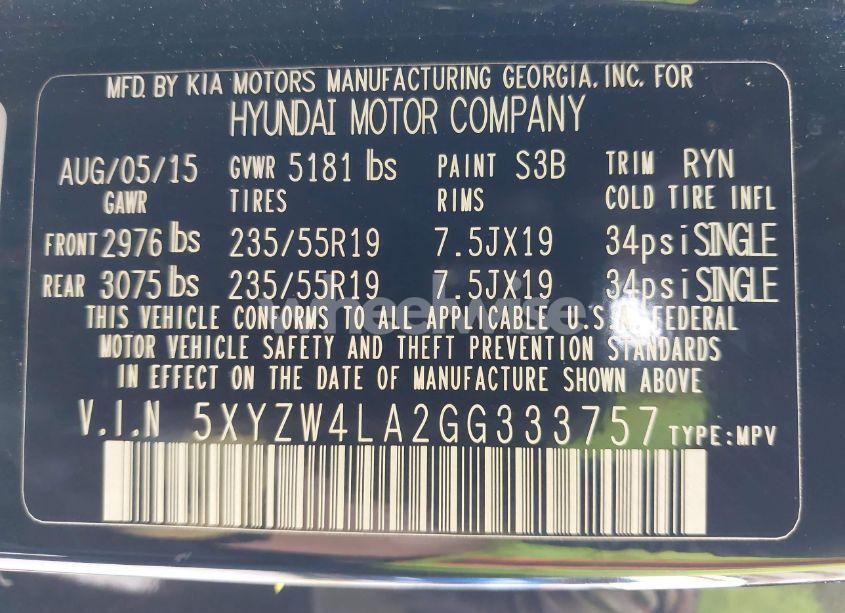 MFD. BY KIA MOTORS MANUFACTURING GEORGIA, INC. FOR
HYUNDAI MOTOR COMPANY
AUG/05/15 GVWR 5181 lbs PAINT S3B TRIM RYN
GAWR TIRES RIMS COLD TIRE INFL
FRONT 2976 lbs 235/55R19 7.5JX19 34psi SINGLE
REAR 3075 lbs 235/55R19 7.5JX19 34psi SINGLE
wheelwise
THIS VEHICLE CONFORMS TO ALL APPLICABLE U.S.A. FEDERAL
MOTOR VEHICLE SAFETY AND THEFT PREVENTION STANDARDS
IN EFFECT ON THE DATE OF MANUFACTURE SHOWN ABOVE
V.I.N 5XYZW4LA2GG333757 TYPE:MPV